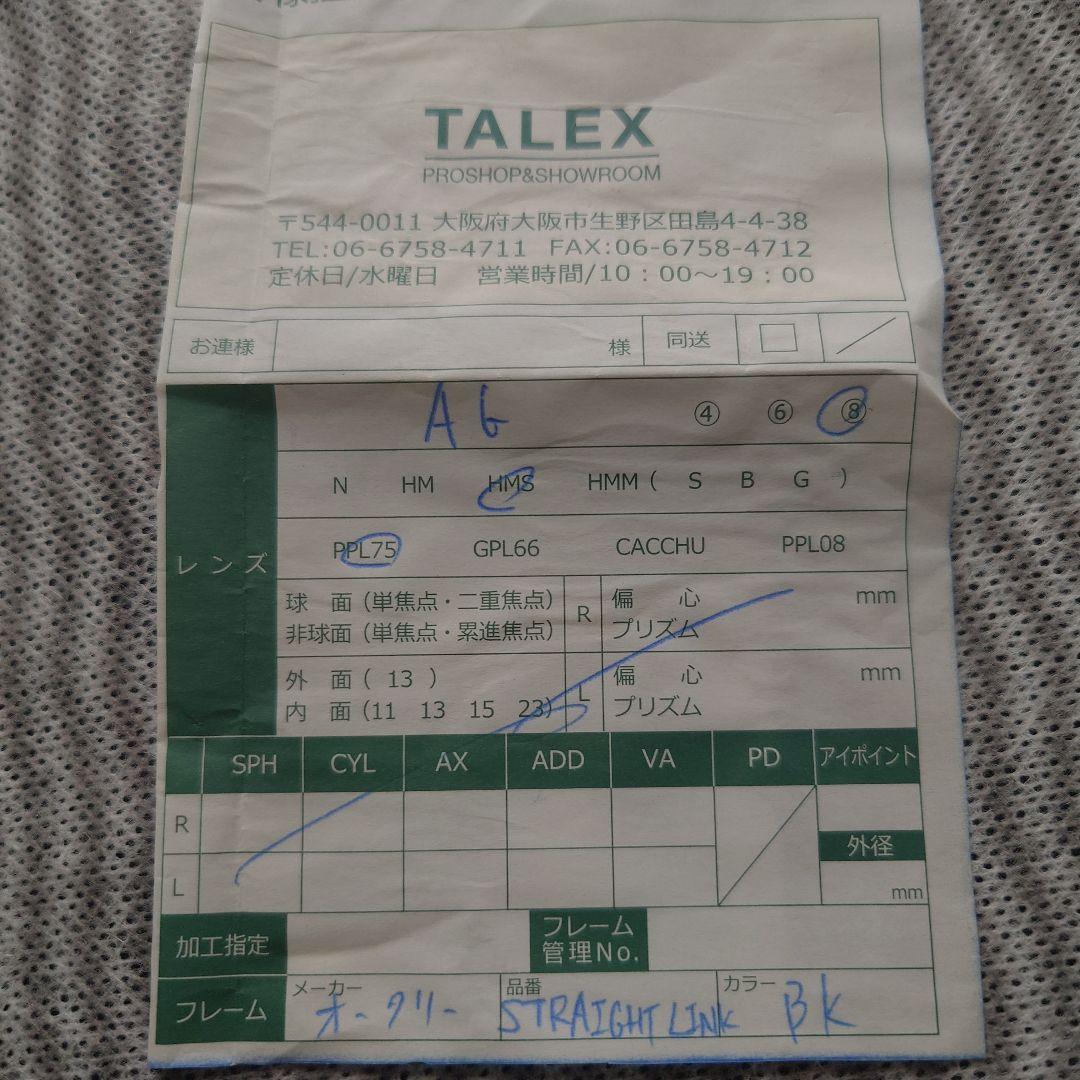 TALEX
PROSHOP&SHOWROOM
〒544-0011 大阪府大阪市生野区田島4-4-38
TEL:06-6758-4711 FAX:06-6758-4712
定休日/水曜日 営業時間/10:00～19:00
お連様 様 同送 □
レンズ
AG ④ ⑥ ⑧
N HM HMS HMM ( S B G )
PPL75 GPL66 CACCHU PPL08
球 面 (単焦点・二重焦点)
非球面 (単焦点・累進焦点)
R 偏 心 mm
プリズム
外 面 ( 13 )
内 面 (11 13 15 23)
L 偏 心 mm
プリズム
SPH CYL AX ADD VA PD アイポイント
R
外径
L mm
加工指定 フレーム
管理No.
フレーム メーカー 品番 カラー
オークリー STRAIGHT LINK BK